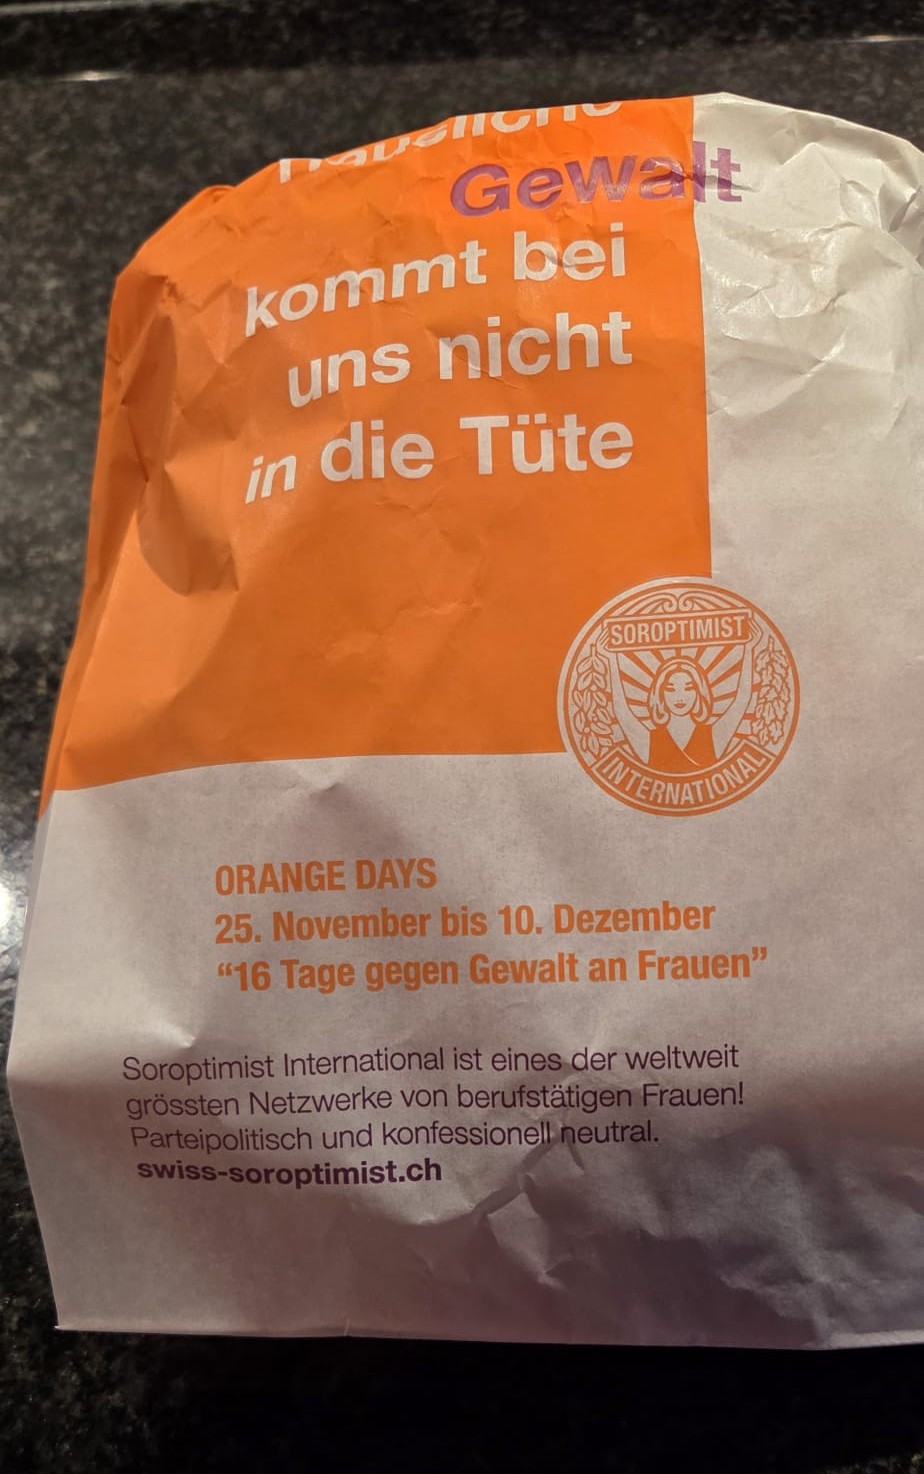 häusliche
Gewalt
kommt bei
uns nicht
in die Tüte
SOROPTIMIST
INTERNATIONAL
ORANGE DAYS
25. November bis 10. Dezember
“16 Tage gegen Gewalt an Frauen”
Soroptimist International ist eines der weltweit
grössten Netzwerke von berufstätigen Frauen!
Parteipolitisch und konfessionell neutral.
swiss-soroptimist.ch